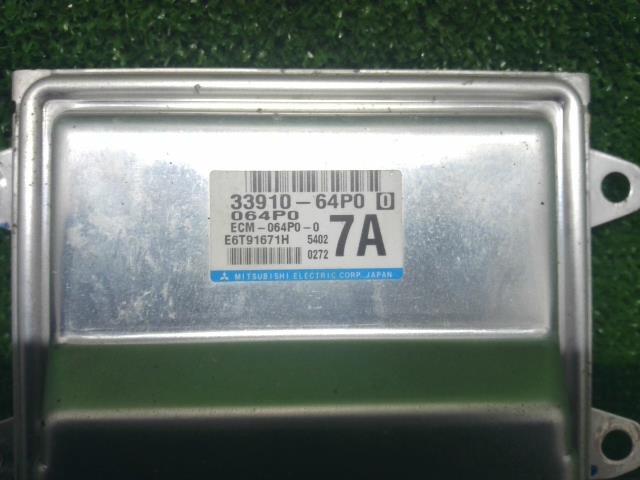 33910-64P0 0
064P0
ECM-064P0-0
E6T91671H 5402 7A
0272
MITSUBISHI ELECTRIC CORP. JAPAN